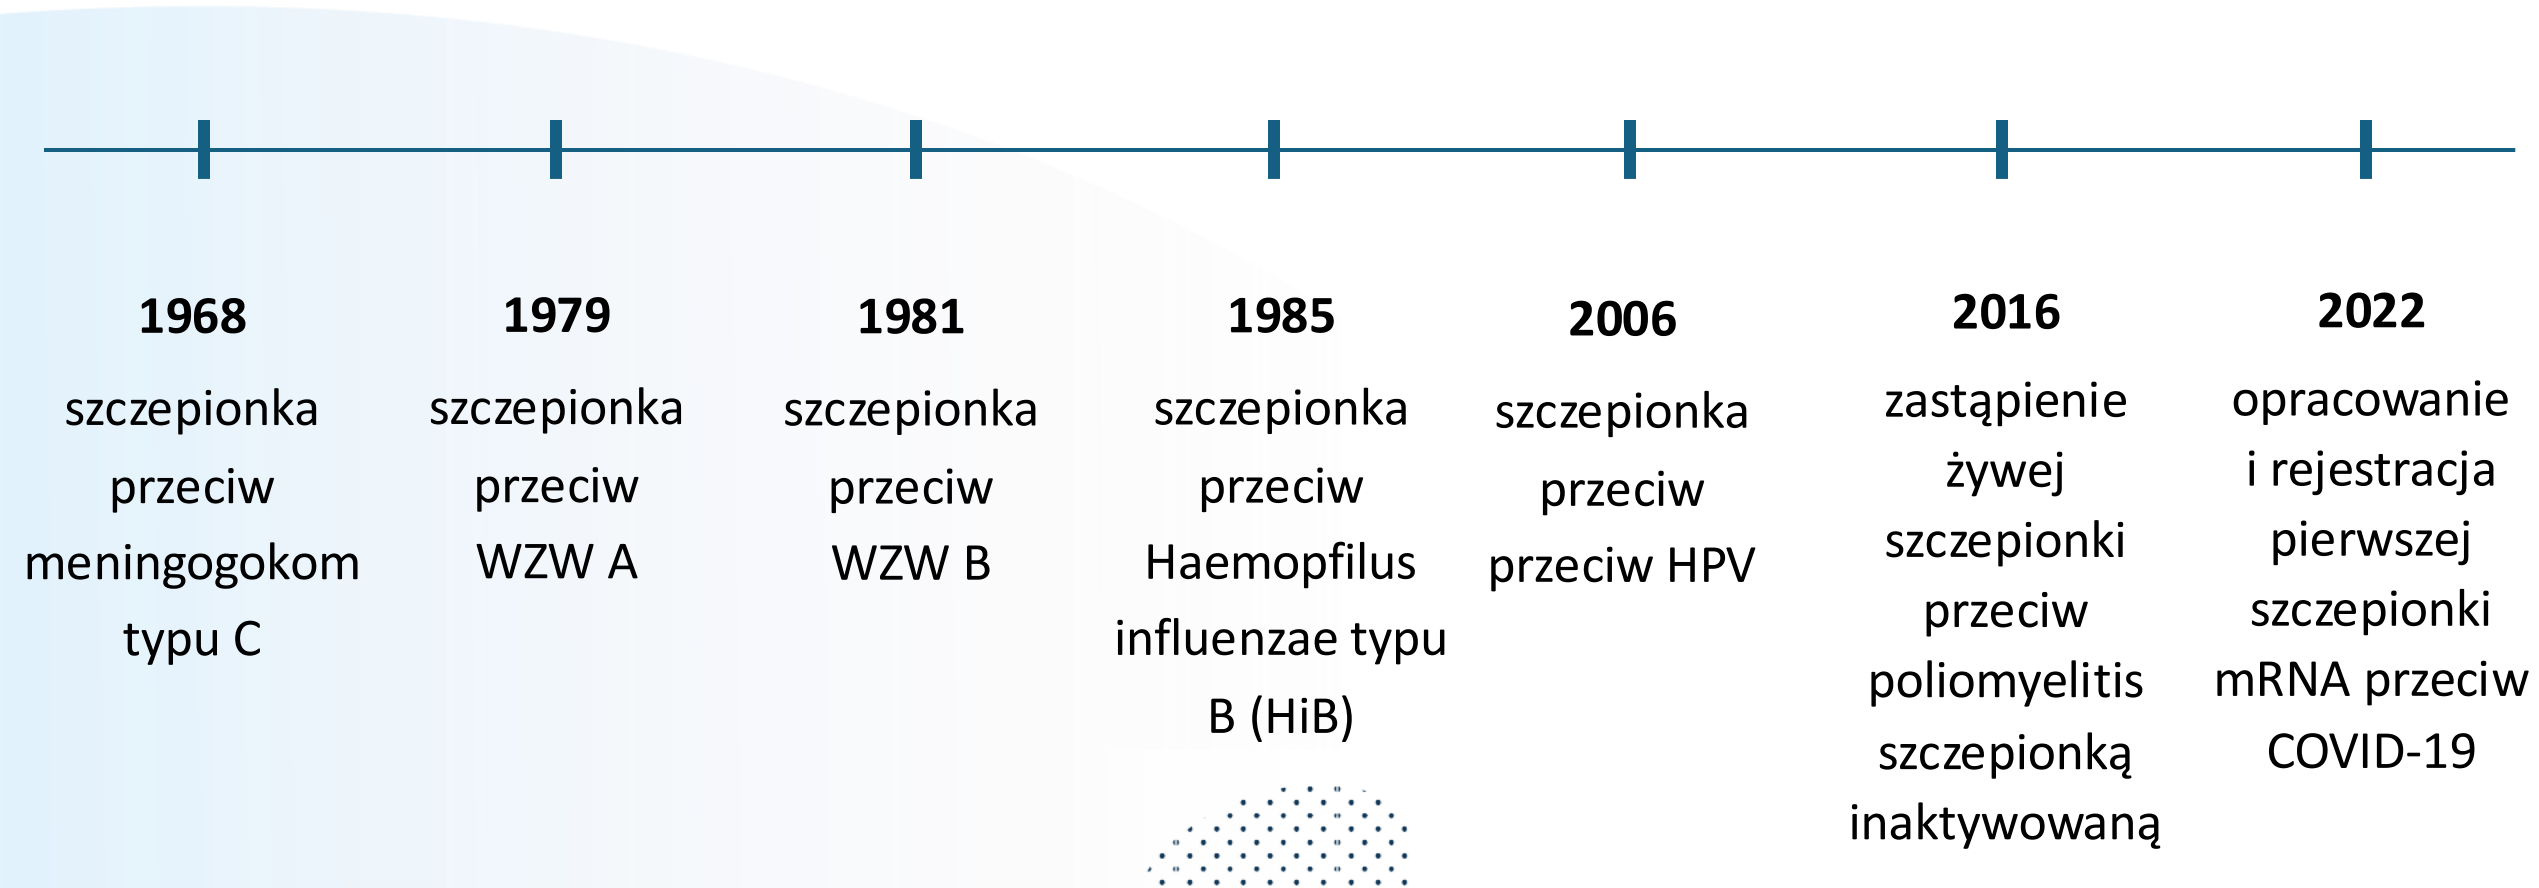 1968
szczepionka
przeciw
meningogokom
typu C
1979
szczepionka
przeciw
WZW A
1981
szczepionka
przeciw
WZW B
1985
szczepionka
przeciw
Haemopfilus
influenzae typu
B (HiB)
2006
szczepionka
przeciw
przeciw HPV
2016
zastąpienie
żywej
szczepionki
przeciw
poliomyelitis
szczepionką
inaktywowaną
2022
opracowanie
i rejestracja
pierwszej
szczepionki
mRNA przeciw
COVID-19